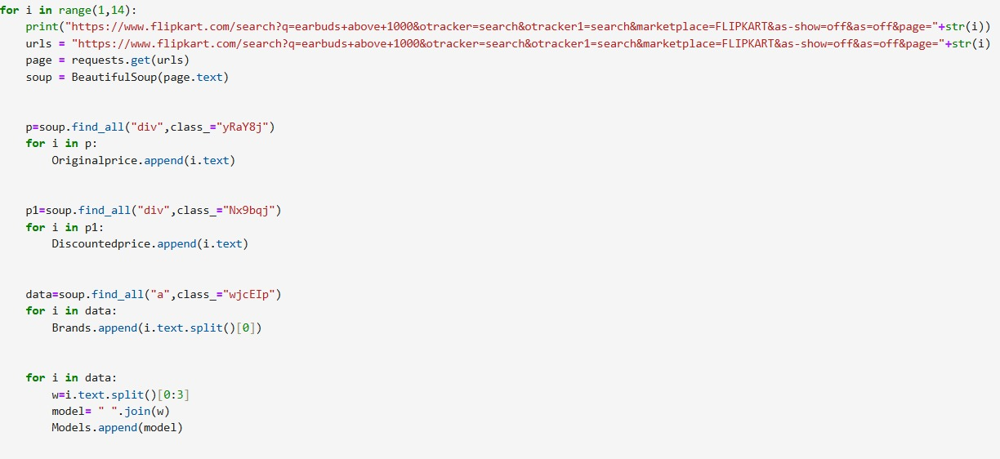 for i in range(1,14):
    print("https://www.flipkart.com/search?q=earbuds+above+1000&otracker=search&otracker1=search&marketplace=FLIPKART&as-show=off&as=off&page="+str(i))
    urls = "https://www.flipkart.com/search?q=earbuds+above+1000&otracker=search&otracker1=search&marketplace=FLIPKART&as-show=off&as=off&page="+str(i)
    page = requests.get(urls)
    soup = BeautifulSoup(page.text)
    p=soup.find_all("div",class_="yRaY8j")
    for i in p:
        Originalprice.append(i.text)
    p1=soup.find_all("div",class_="Nx9bqj")
    for i in p1:
        Discountedprice.append(i.text)
    data=soup.find_all("a",class_="wjcEIp")
    for i in data:
        Brands.append(i.text.split()[0])
    for i in data:
        w=i.text.split()[0:3]
        model= " ".join(w)
        Models.append(model)